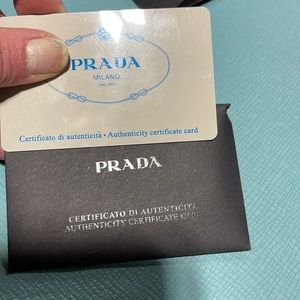 PRADA
MILANO
DAL 1913
Certificato di autenticità • Authenticity certificate card
PRADA
CERTIFICATO DI AUTENTICITÀ
AUTHENTICITY CERTIFICATE CARD